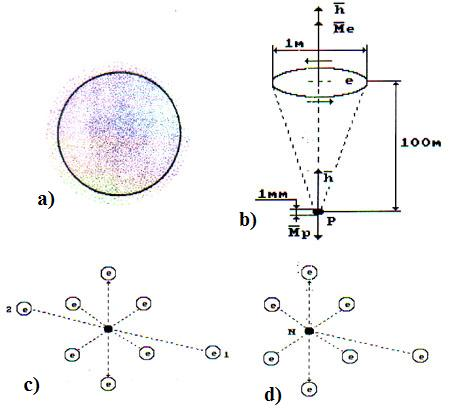 a)
h̄
M̄e
1м
e
100м
h̄
1мм
P
M̄p
b)
e
2 e e
e 1
e e
e
c)
e
e e
N
e e e
e
d)